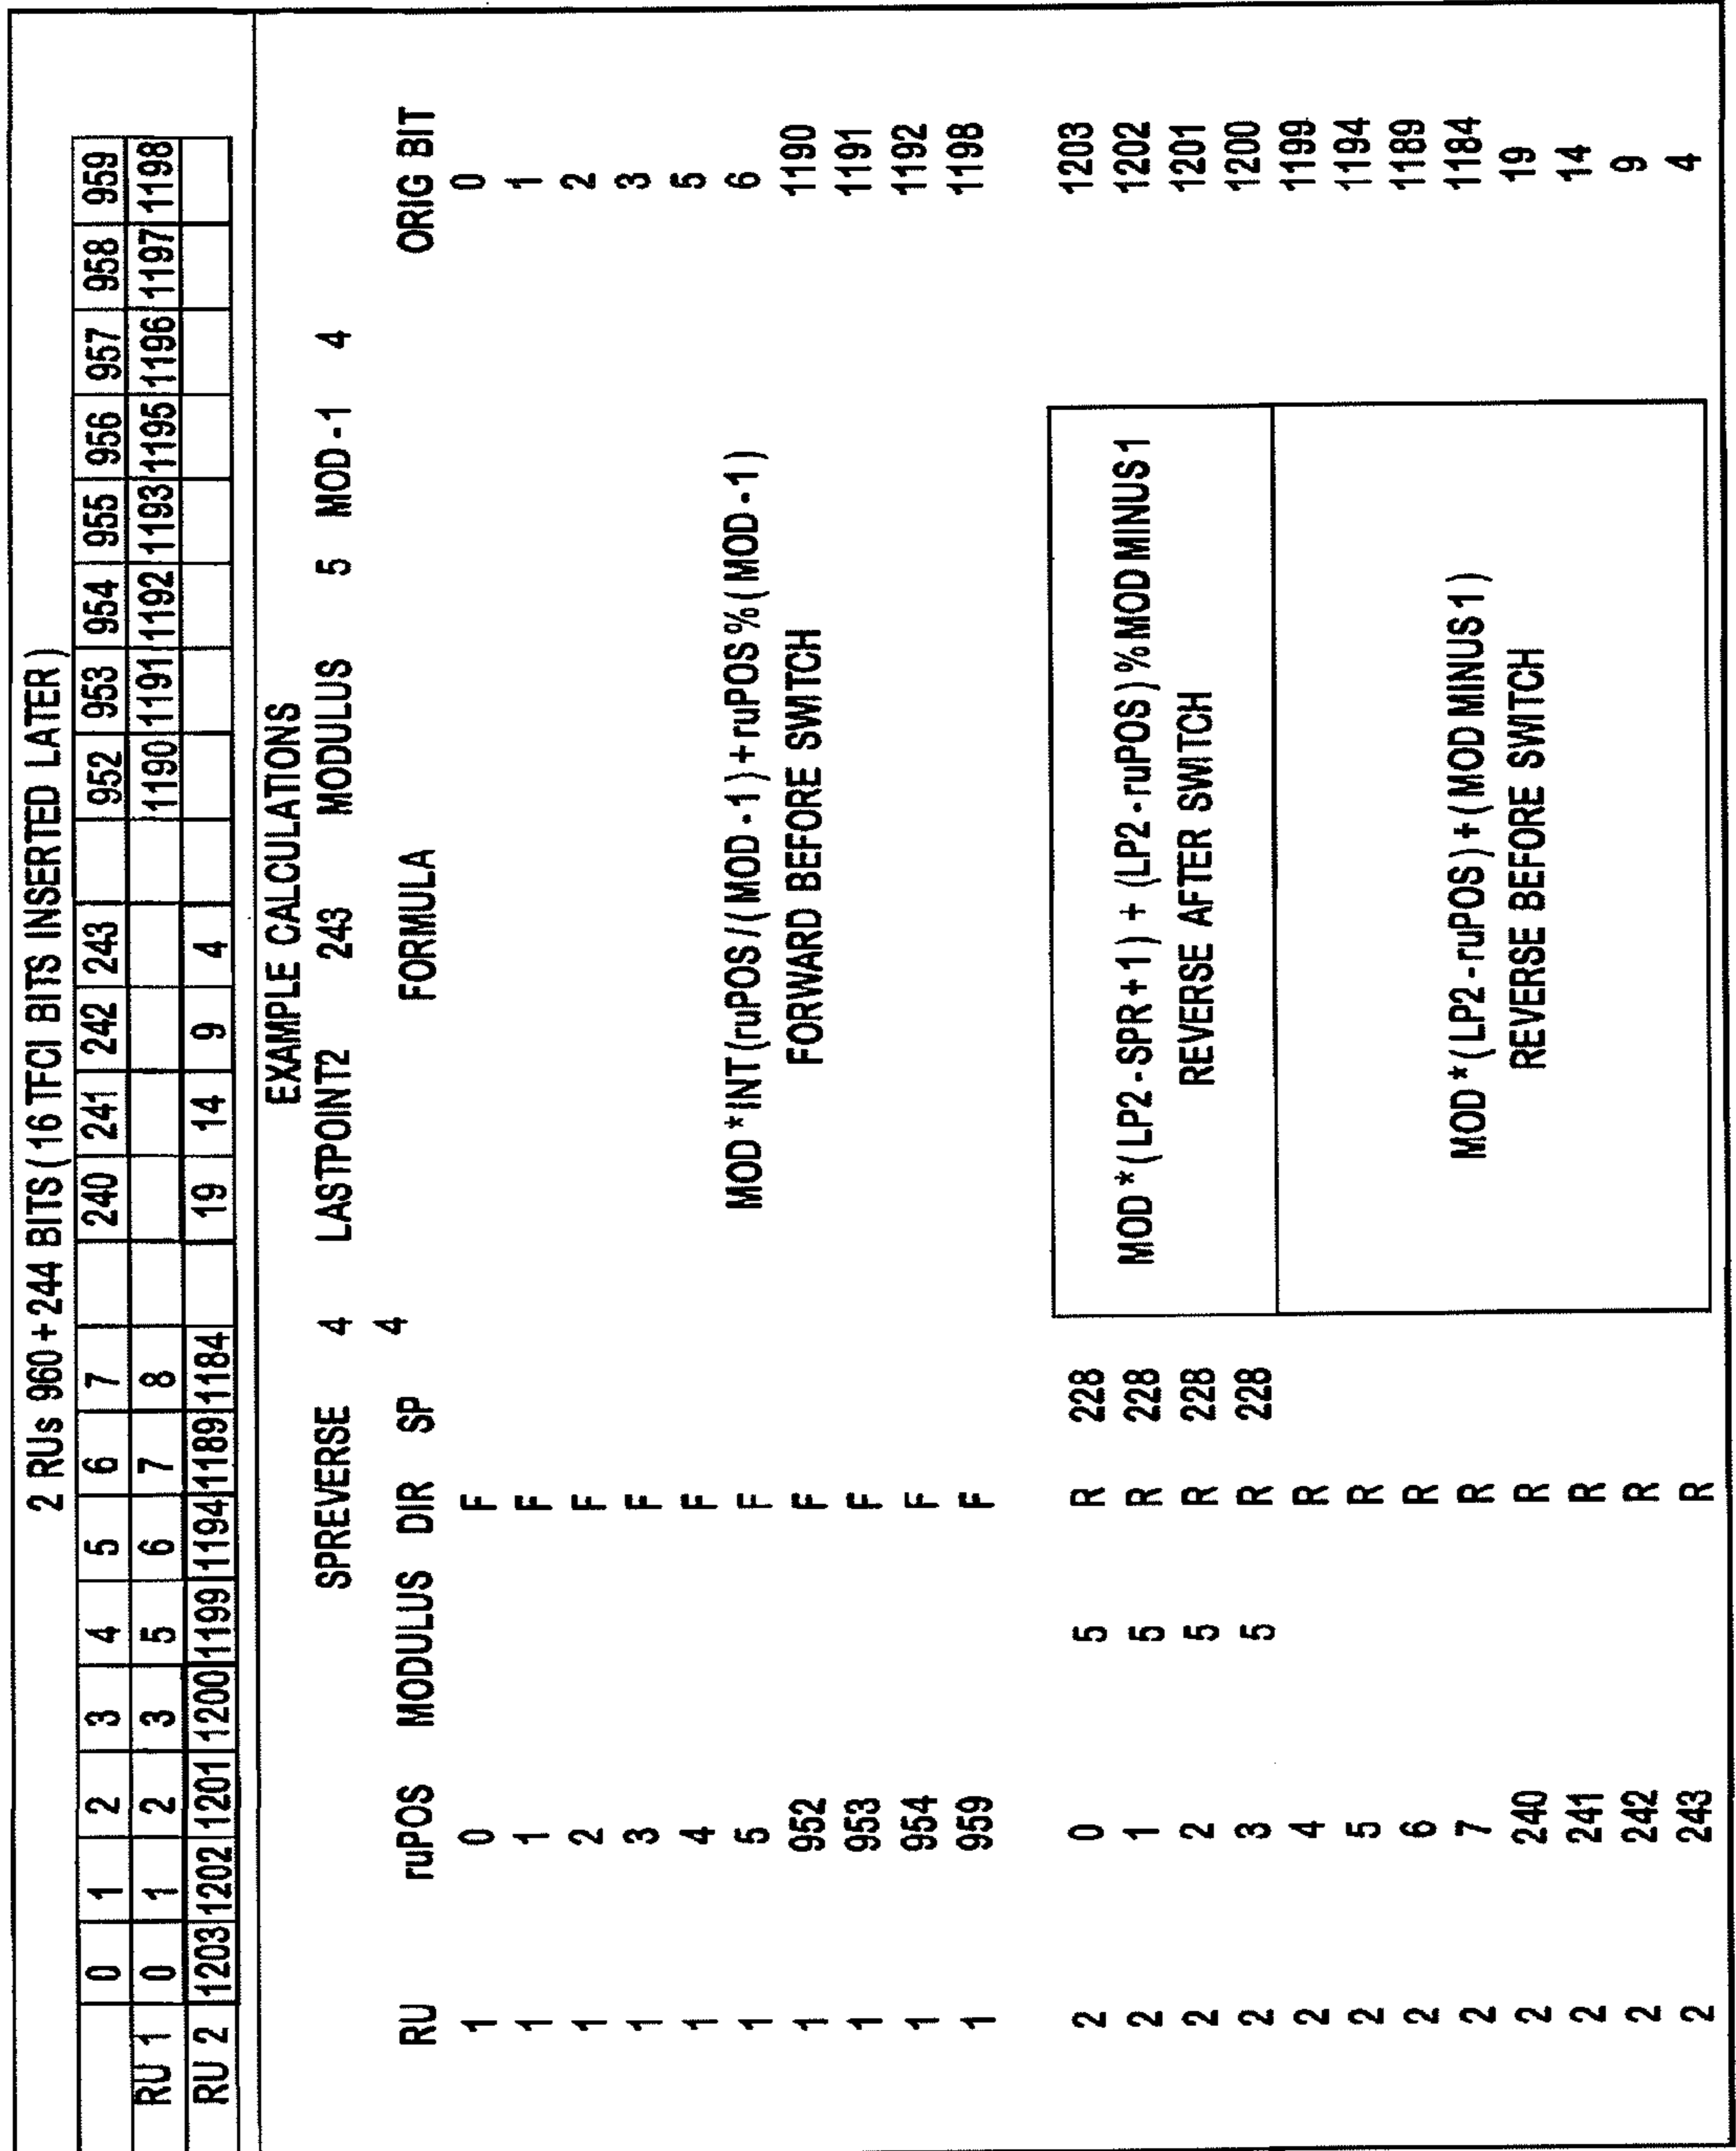 2 RUs 960 + 244 BITS (16 TFCI BITS INSERTED LATER)
0 1 2 3 4 5 6 7 240 241 242 243 952 953 954 955 956 957 958 959
RU 1 0 1 2 3 5 6 7 8 1190 1191 1192 1193 1195 1196 1197 1198
RU 2 1203 1202 1201 1200 1199 1194 1189 1184 19 14 9 4
EXAMPLE CALCULATIONS
SPREVERSE 4 LASTPOINT2 243 MODULUS 5 MOD-1 4
4
RU ruPOS MODULUS DIR SP FORMULA ORIG BIT
1 0 F 0
1 1 F 1
1 2 F 2
1 3 F 3
1 4 F 5
1 5 F MOD*INT(ruPOS/(MOD-1)+ruPOS%(MOD-1) 6
1 952 F FORWARD BEFORE SWITCH 1190
1 953 F 1191
1 954 F 1192
1 959 F 1198
2 0 5 R 228 1203
2 1 5 R 228 MOD*(LP2-SPR+1)+(LP2-ruPOS)%MOD MINUS1 1202
2 2 5 R 228 REVERSE AFTER SWITCH 1201
2 3 5 R 228 1200
2 4 R 1199
2 5 R 1194
2 6 R 1189
2 7 R MOD*(LP2-ruPOS)+(MOD MINUS1) 1184
2 240 R REVERSE BEFORE SWITCH 19
2 241 R 14
2 242 R 9
2 243 R 4